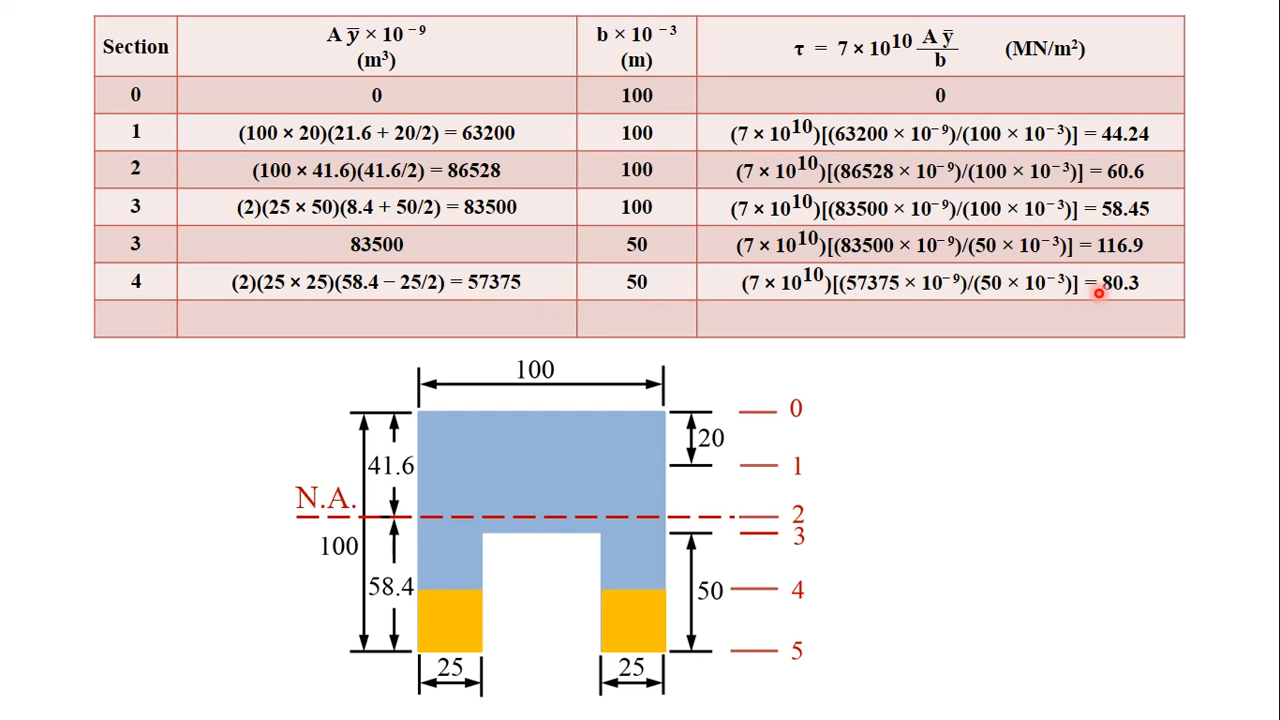 Section
A ȳ × 10⁻⁹
(m³)
b × 10⁻³
(m)
τ = 7 × 10¹⁰ A ȳ / b (MN/m²)
0 0 100 0
1 (100 × 20)(21.6 + 20/2) = 63200 100 (7 × 10¹⁰)[(63200 × 10⁻⁹)/(100 × 10⁻³)] = 44.24
2 (100 × 41.6)(41.6/2) = 86528 100 (7 × 10¹⁰)[(86528 × 10⁻⁹)/(100 × 10⁻³)] = 60.6
3 (2)(25 × 50)(8.4 + 50/2) = 83500 100 (7 × 10¹⁰)[(83500 × 10⁻⁹)/(100 × 10⁻³)] = 58.45
3 83500 50 (7 × 10¹⁰)[(83500 × 10⁻⁹)/(50 × 10⁻³)] = 116.9
4 (2)(25 × 25)(58.4 − 25/2) = 57375 50 (7 × 10¹⁰)[(57375 × 10⁻⁹)/(50 × 10⁻³)] = 80.3
100
0
20
41.6
1
N.A.
2
3
100
58.4
50
4
5
25
25